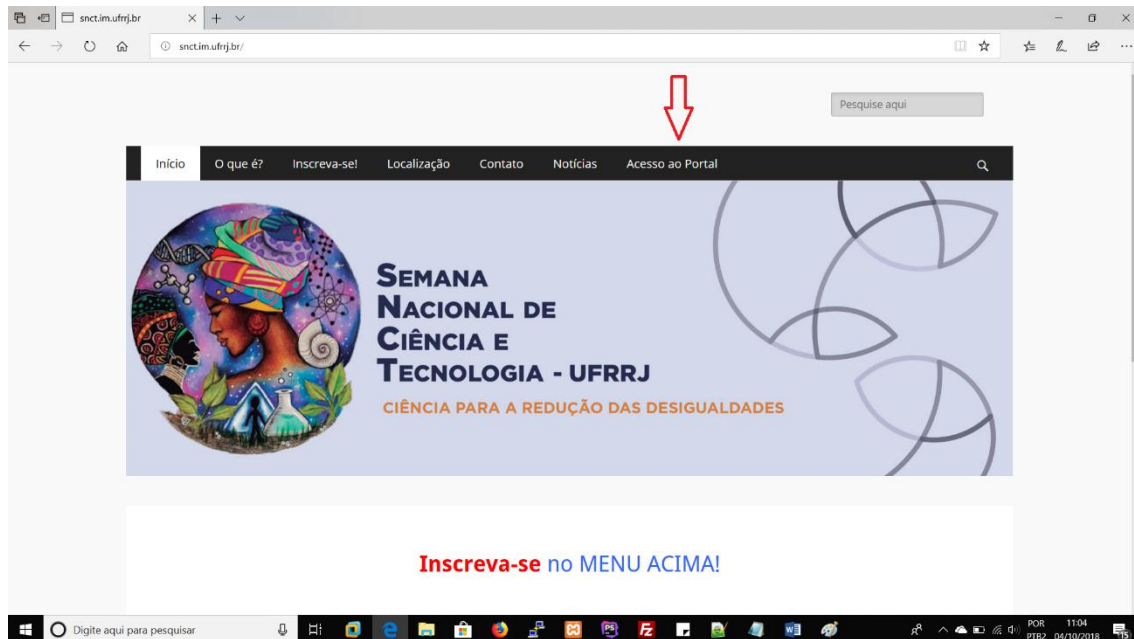 snct.im.ufrrj.br
snct.im.ufrrj.br/
Pesquise aqui
Início O que é? Inscreva-se! Localização Contato Notícias Acesso ao Portal
SEMANA
NACIONAL DE
CIÊNCIA E
TECNOLOGIA - UFRRJ
CIÊNCIA PARA A REDUÇÃO DAS DESIGUALDADES
Inscreva-se no MENU ACIMA!
Digite aqui para pesquisar
POR 11:04
PTB2 04/10/2018
15